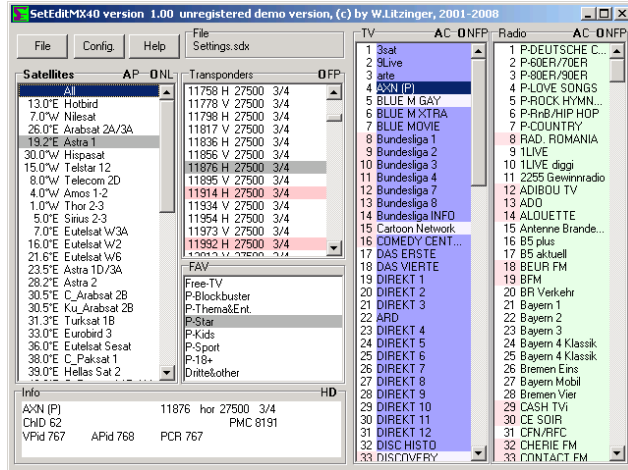 SetEditMX40 version 1.00 unregistered demo version, (c) by W.Litzinger, 2001-2008
File Config. Help
File
Settings.sdx
Satellites AP ONL
All
13.0°E Hotbird
7.0°W Nilesat
26.0°E Arabsat 2A/3A
19.2°E Astra 1
30.0°W Hispasat
15.0°W Telstar 12
8.0°W Telecom 2D
4.0°W Amos 1-2
1.0°W Thor 2-3
5.0°E Sirius 2-3
7.0°E Eutelsat W3A
16.0°E Eutelsat W2
21.6°E Eutelsat W6
23.5°E Astra 1D/3A
28.2°E Astra 2
30.5°E C_Arabsat 2B
30.5°E Ku_Arabsat 2B
31.3°E Turksat 1B
33.0°E Eurobird 3
36.0°E Eutelsat Sesat
38.0°E C_Paksat 1
39.0°E Hellas Sat 2
Transponders OFP
11758 H 27500 3/4
11778 V 27500 3/4
11798 H 27500 3/4
11817 V 27500 3/4
11836 H 27500 3/4
11856 V 27500 3/4
11876 H 27500 3/4
11895 V 27500 3/4
11914 H 27500 3/4
11934 V 27500 3/4
11954 H 27500 3/4
11973 V 27500 3/4
11992 H 27500 3/4
FAV
Free-TV
P-Blockbuster
P-Thema&Ent.
P-Star
P-Kids
P-Sport
P-18+
Dritte&other
Info HD
AXN (P) 11876 hor 27500 3/4
ChID 62 PMC 8191
VPid 767 APid 768 PCR 767
TV AC ONFP
1 3sat
2 9Live
3 arte
4 AXN (P)
5 BLUE M GAY
6 BLUE M XTRA
7 BLUE MOVIE
8 Bundesliga 1
9 Bundesliga 2
10 Bundesliga 3
11 Bundesliga 4
12 Bundesliga 7
13 Bundesliga 8
14 Bundesliga INFO
15 Cartoon Network
16 COMEDY CENT...
17 DAS ERSTE
18 DAS VIERTE
19 DIREKT 1
20 DIREKT 2
21 DIREKT 3
22 ARD
23 DIREKT 4
24 DIREKT 5
25 DIREKT 6
26 DIREKT 7
27 DIREKT 8
28 DIREKT 9
29 DIREKT 10
30 DIREKT 11
31 DIREKT 12
32 DISC HISTO
33 DISCOVERY
Radio AC ONFP
1 P-DEUTSCHE C...
2 P-60ER/70ER
3 P-80ER/90ER
4 P-LOVE SONGS
5 P-ROCK HYMN...
6 P-RnB/HIP HOP
7 P-COUNTRY
8 RAD. ROMANIA
9 1LIVE
10 1LIVE diggi
11 2255 Gewinnradio
12 ADIBOU TV
13 ADO
14 ALOUETTE
15 Antenne Brande...
16 B5 plus
17 B5 aktuell
18 BEUR FM
19 BFM
20 BR Verkehr
21 Bayern 1
22 Bayern 2
23 Bayern 3
24 Bayern 4 Klassik
25 Bayern 4 Klassik
26 Bremen Eins
27 Bayern Mobil
28 Bremen Vier
29 CASH TVi
30 CE SOIR
31 CFN/RFC
32 CHERIE FM
33 CONTACT FM